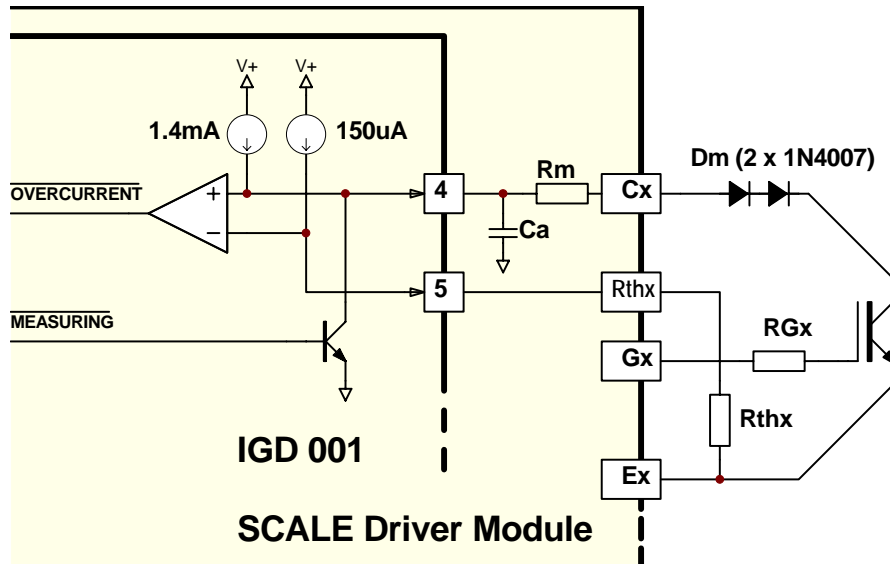 V+ V+
1.4mA 150uA
Dm (2 x 1N4007)
Rm
OVERCURRENT
+
4
Cx
−
Ca
5
Rthx
MEASURING
RGx
Gx
Rthx
IGD 001
Ex
SCALE Driver Module